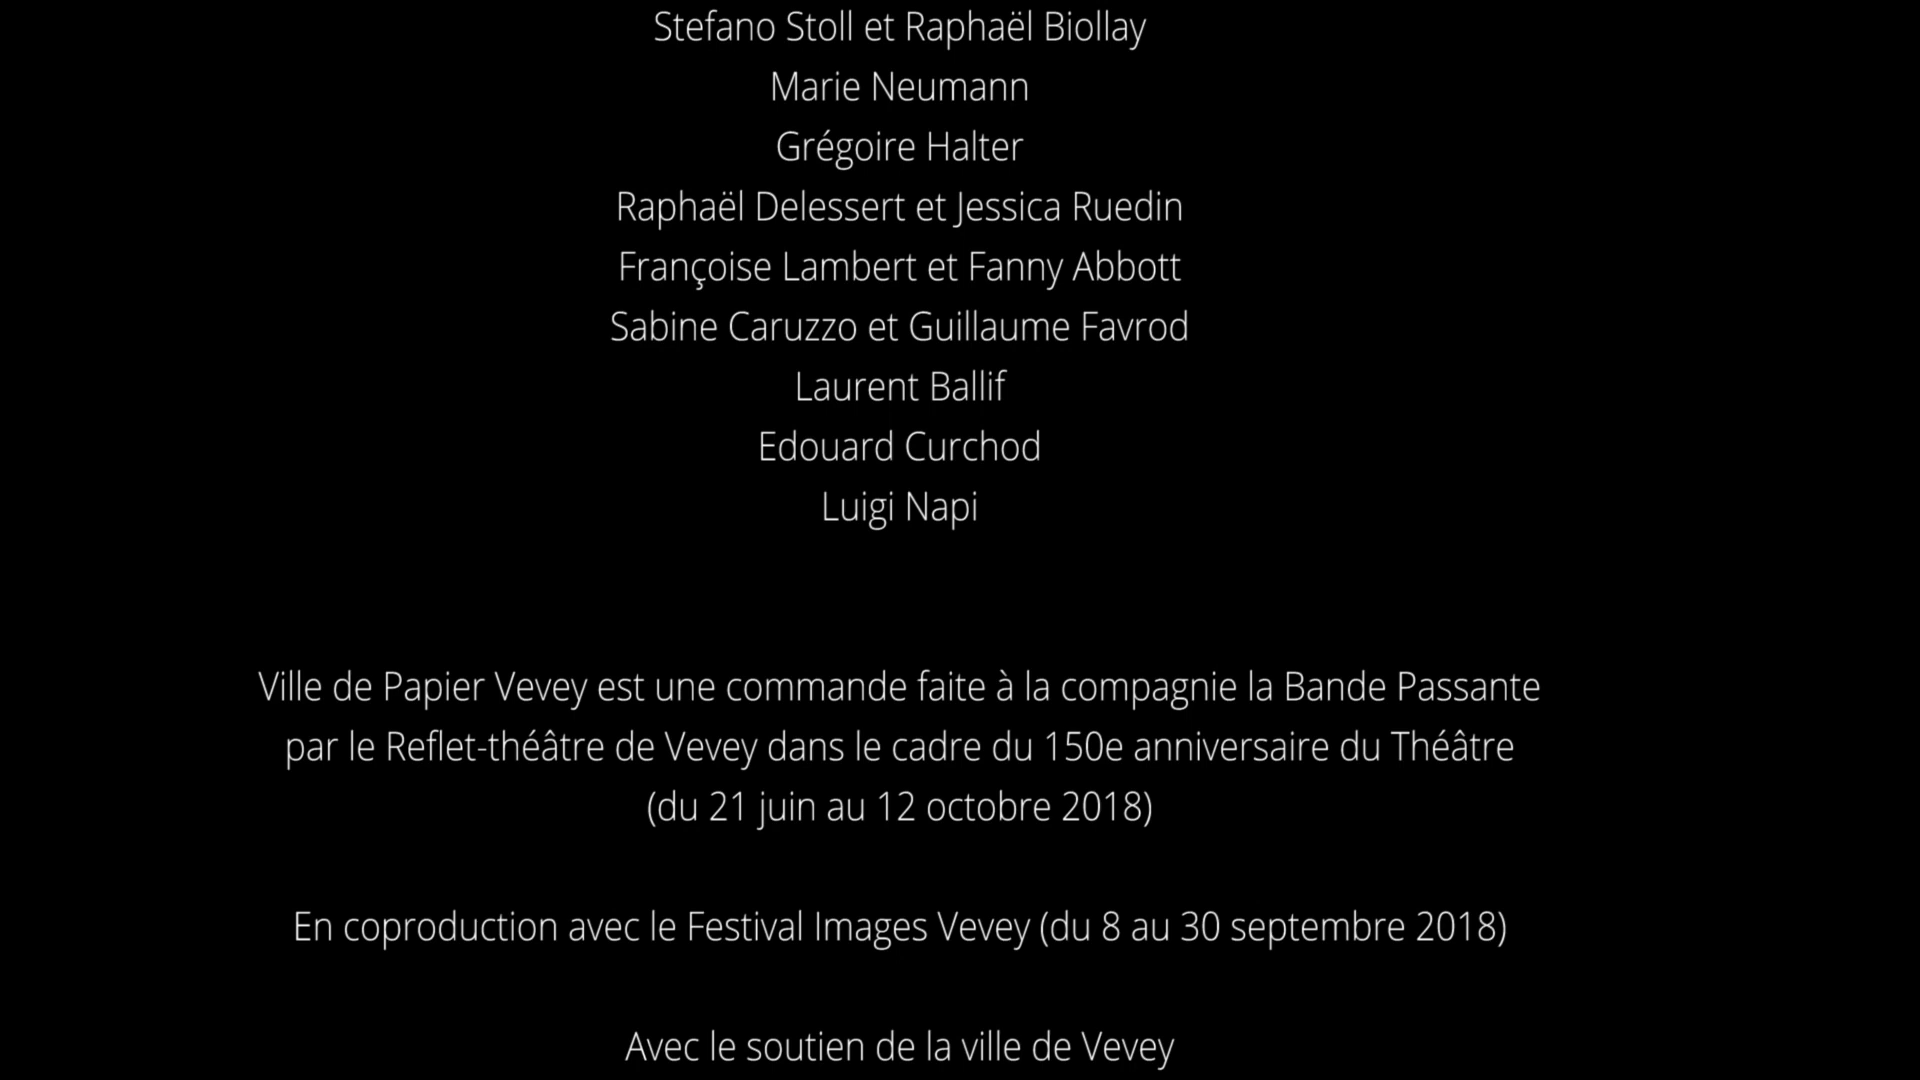 Stefano Stoll et Raphaël Biollay
Marie Neumann
Grégoire Halter
Raphaël Delessert et Jessica Ruedin
Françoise Lambert et Fanny Abbott
Sabine Caruzzo et Guillaume Favrod
Laurent Ballif
Edouard Curchod
Luigi Napi
Ville de Papier Vevey est une commande faite à la compagnie la Bande Passante
par le Reflet-théâtre de Vevey dans le cadre du 150e anniversaire du Théâtre
(du 21 juin au 12 octobre 2018)
En coproduction avec le Festival Images Vevey (du 8 au 30 septembre 2018)
Avec le soutien de la ville de Vevey